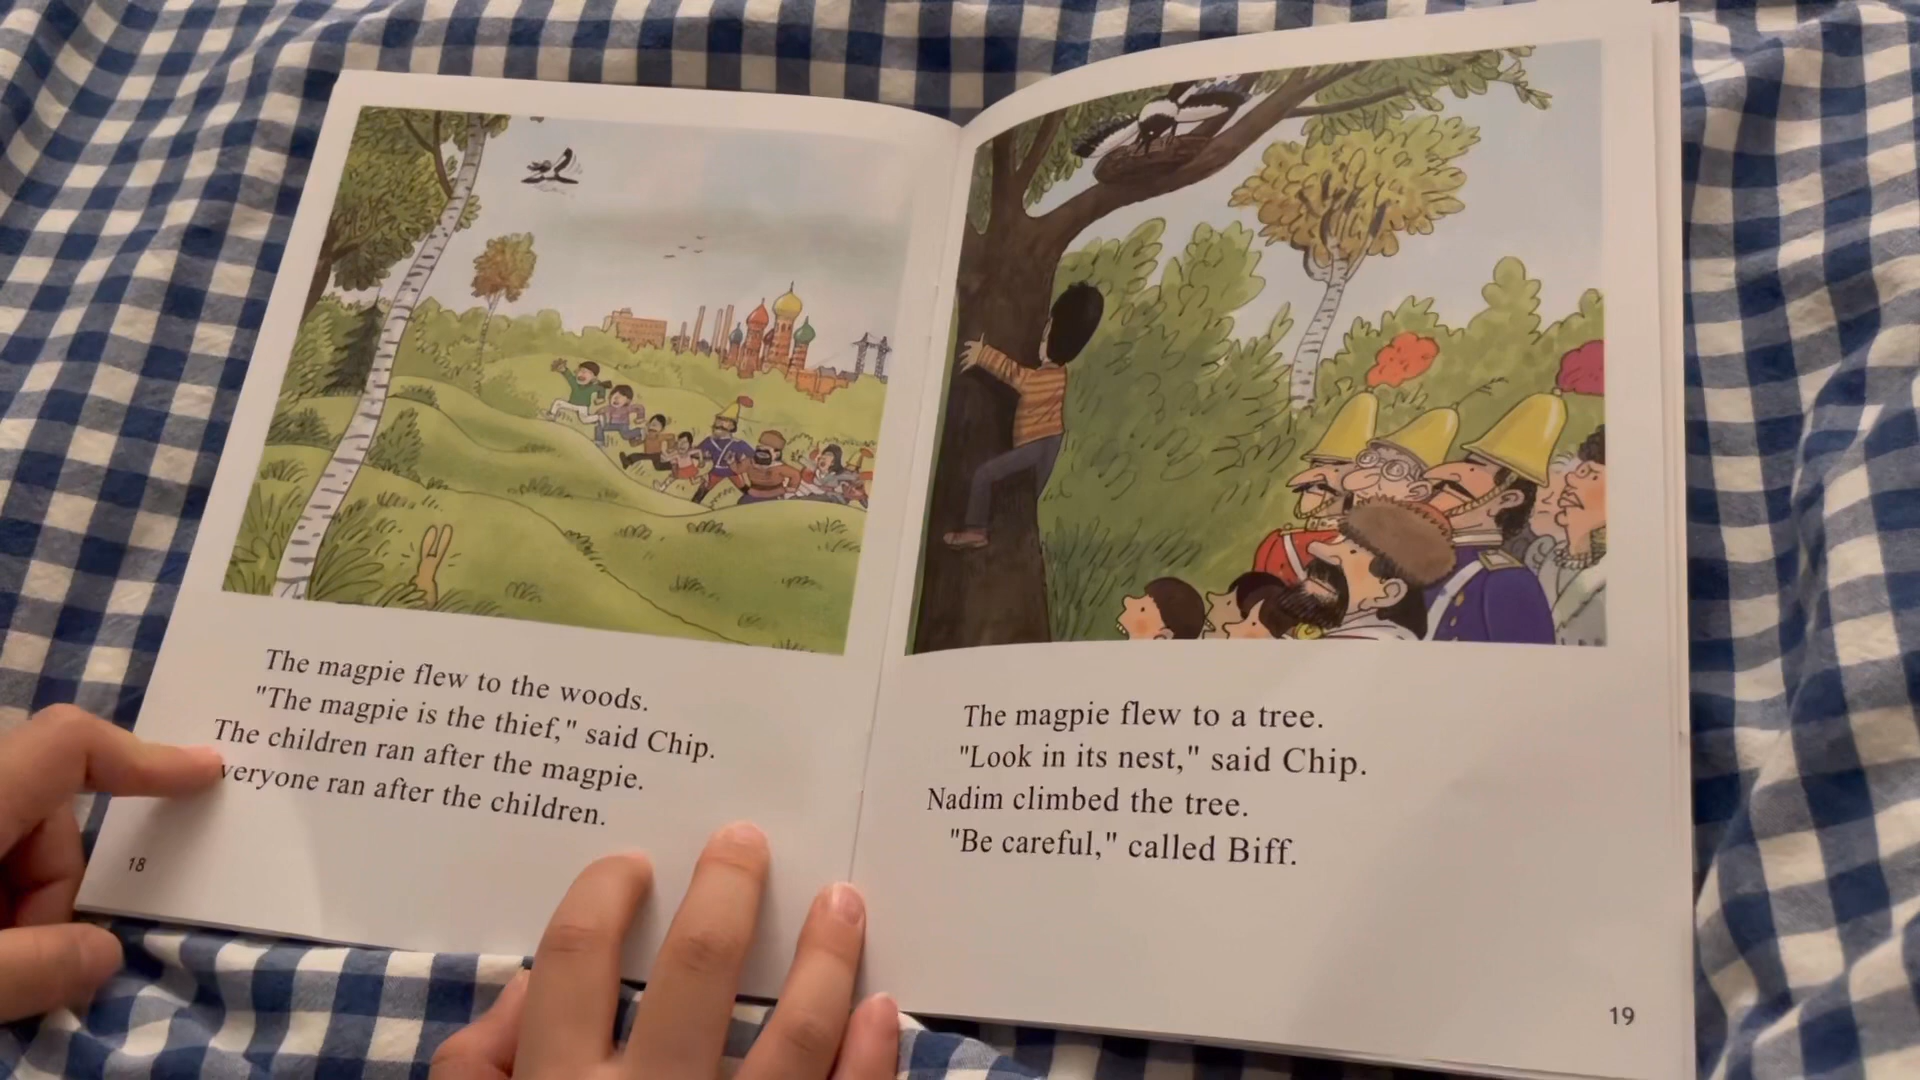 The magpie flew to the woods.
"The magpie is the thief," said Chip.
The children ran after the magpie.
veryone ran after the children.
18
The magpie flew to a tree.
"Look in its nest," said Chip.
Nadim climbed the tree.
"Be careful," called Biff.
19